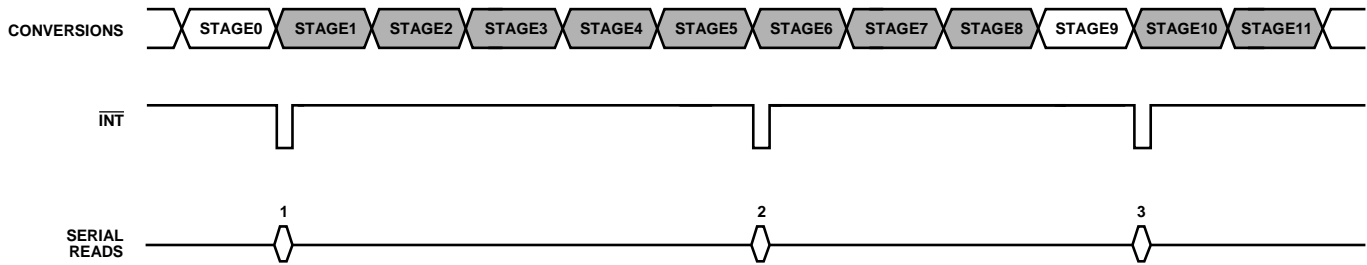 CONVERSIONS
STAGE0 STAGE1 STAGE2 STAGE3 STAGE4 STAGE5 STAGE6 STAGE7 STAGE8 STAGE9 STAGE10 STAGE11
INT
1 2 3
SERIAL
READS